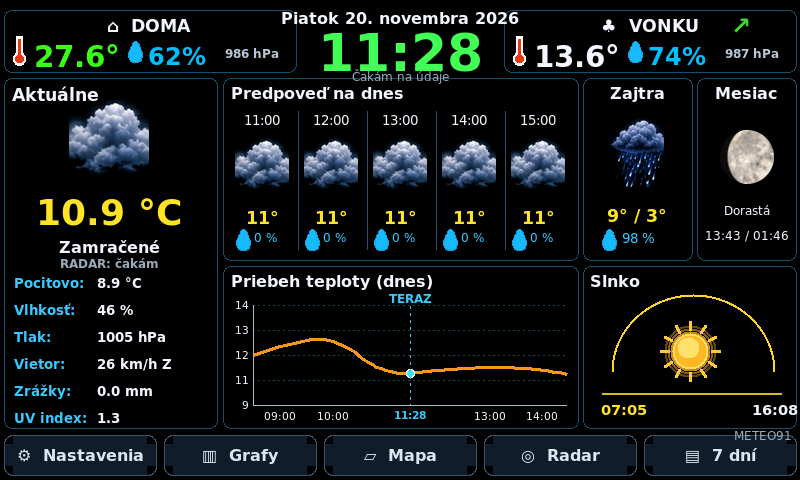 Piatok 20. novembra 2026
DOMA
27.6°
62%
986 hPa
11:28
Čakám na údaje
VONKU
13.6°
74%
987 hPa
Aktuálne
10.9 °C
Zamračené
RADAR: čakám
Pocitovo: 8.9 °C
Vlhkosť: 46 %
Tlak: 1005 hPa
Vietor: 26 km/h Z
Zrážky: 0.0 mm
UV index: 1.3
Predpoveď na dnes
11:00 12:00 13:00 14:00 15:00
11° 11° 11° 11° 11°
0 % 0 % 0 % 0 % 0 %
Zajtra
9° / 3°
98 %
Mesiac
Dorastá
13:43 / 01:46
Priebeh teploty (dnes)
TERAZ
14
13
12
11
9
09:00 10:00 11:28 13:00 14:00
Slnko
07:05 16:08
METEO91
Nastavenia Grafy Mapa Radar 7 dní